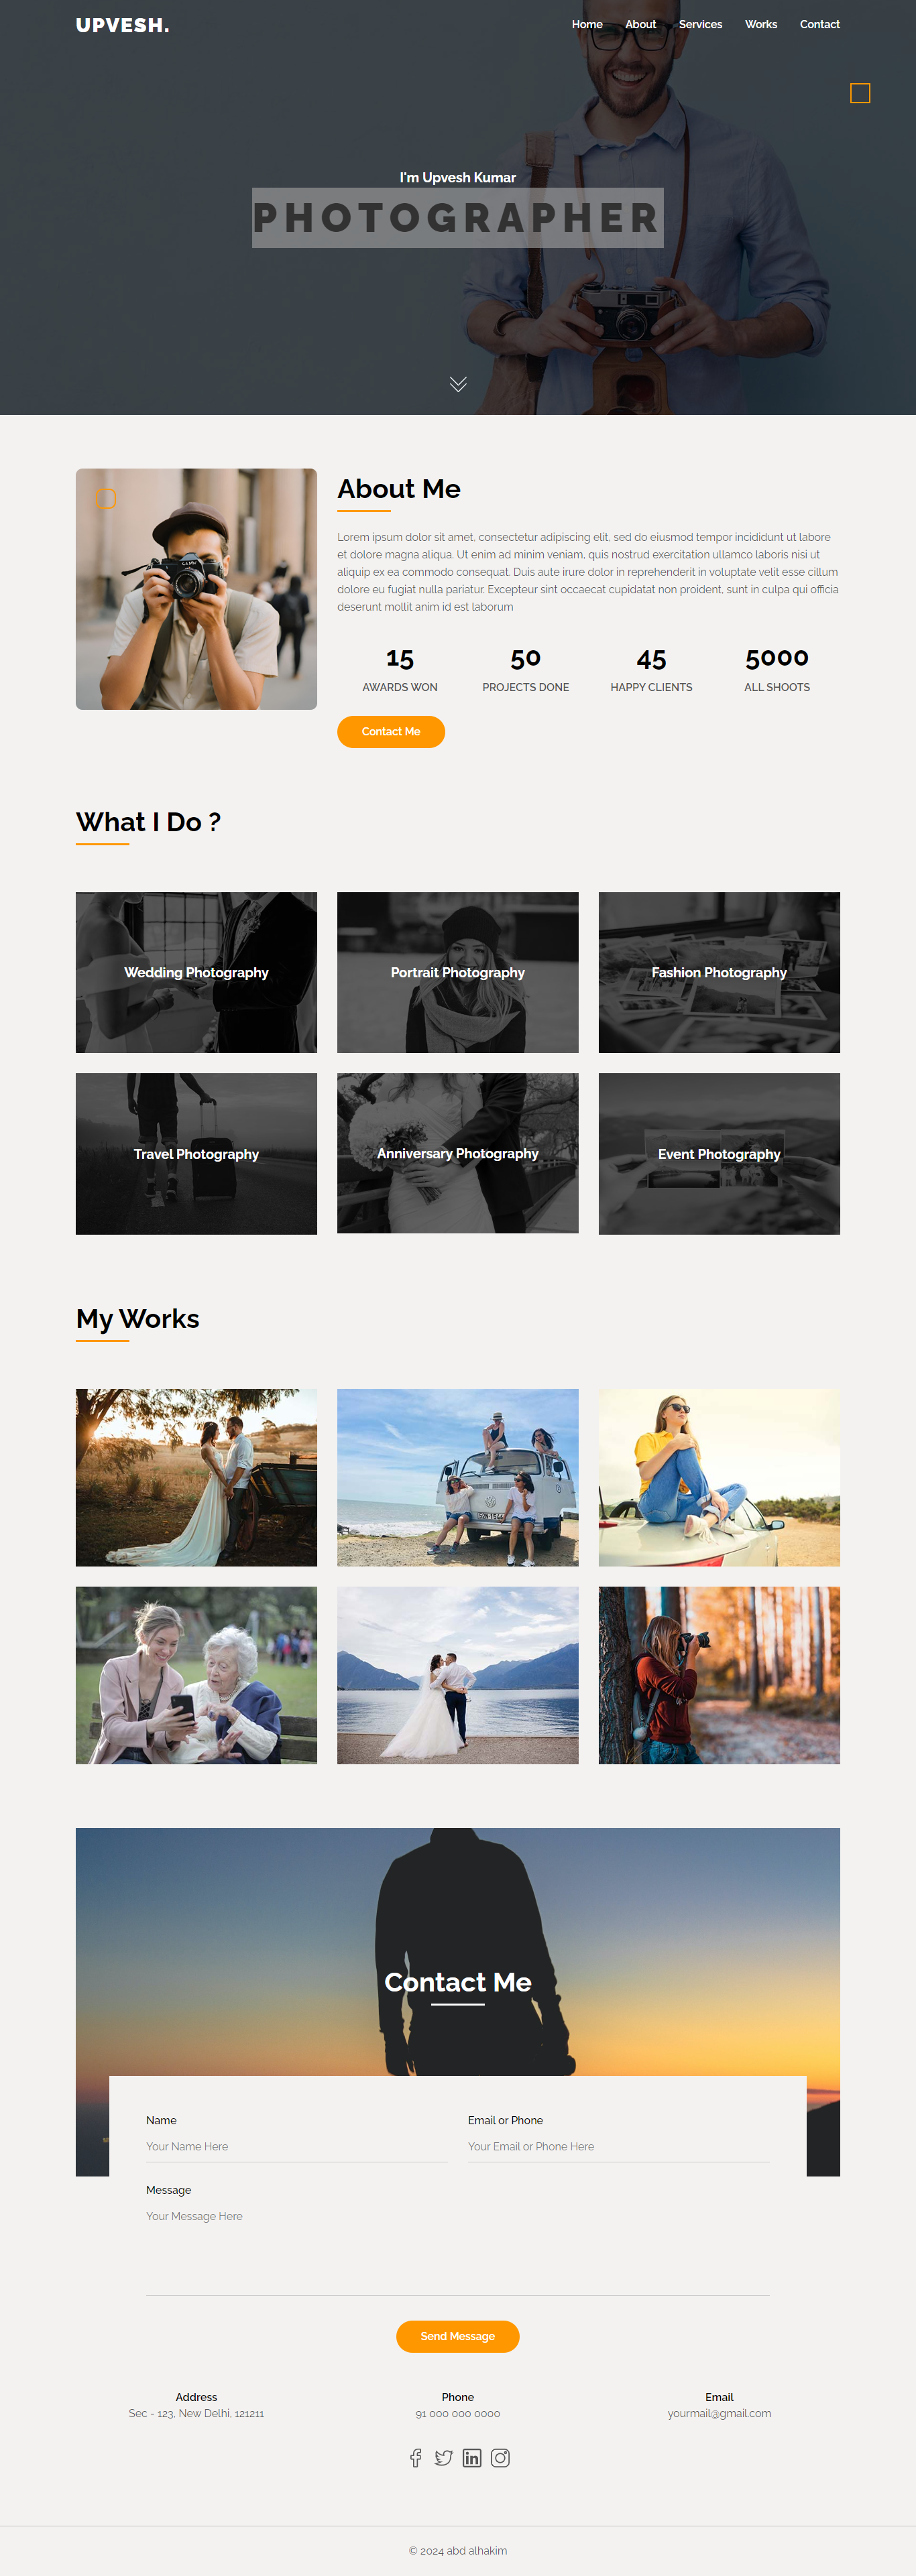 UPVESH.
Home About Services Works Contact
I'm Upvesh Kumar
PHOTOGRAPHER
About Me
Lorem ipsum dolor sit amet, consectetur adipiscing elit, sed do eiusmod tempor incididunt ut labore
et dolore magna aliqua. Ut enim ad minim veniam, quis nostrud exercitation ullamco laboris nisi ut
aliquip ex ea commodo consequat. Duis aute irure dolor in reprehenderit in voluptate velit esse cillum
dolore eu fugiat nulla pariatur. Excepteur sint occaecat cupidatat non proident, sunt in culpa qui officia
deserunt mollit anim id est laborum
15 50 45 5000
AWARDS WON PROJECTS DONE HAPPY CLIENTS ALL SHOOTS
Contact Me
What I Do ?
Wedding Photography Portrait Photography Fashion Photography
Travel Photography Anniversary Photography Event Photography
My Works
Contact Me
Name Email or Phone
Your Name Here Your Email or Phone Here
Message
Your Message Here
Send Message
Address Phone Email
Sec - 123, New Delhi, 121211 91 000 000 0000 yourmail@gmail.com
© 2024 abd alhakim